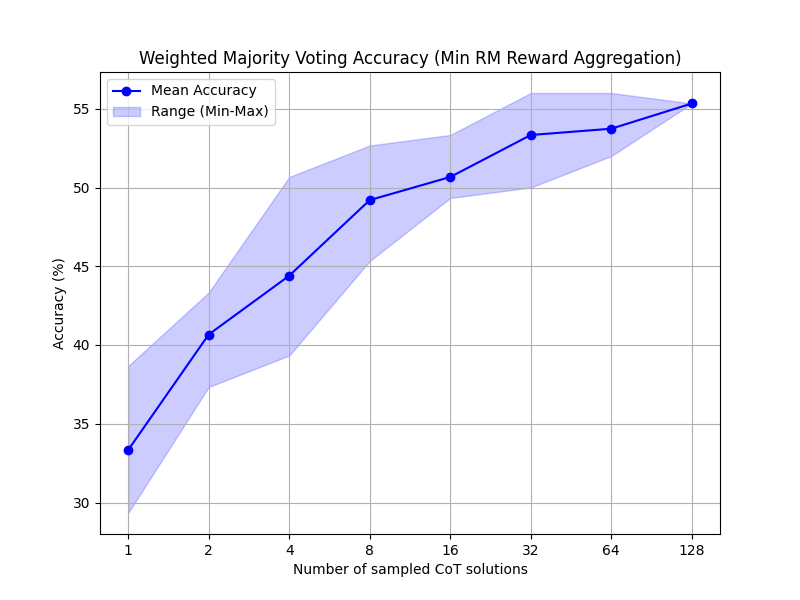 Weighted Majority Voting Accuracy (Min RM Reward Aggregation)
Mean Accuracy
Range (Min-Max)
Accuracy (%)
55
50
45
40
35
30
1 2 4 8 16 32 64 128
Number of sampled CoT solutions